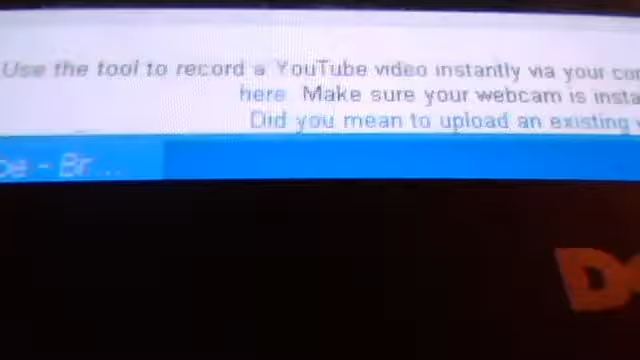 Use the tool to record a YouTube video instantly via your
here Make sure your webcam is
Did you mean to upload an existing
- Br...